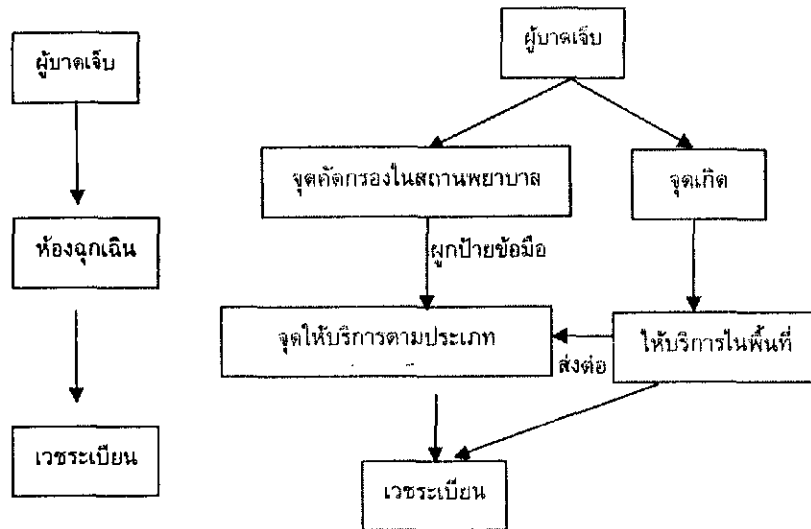 ผู้บาดเจ็บ
ห้องฉุกเฉิน
เวชระเบียน
ผู้บาดเจ็บ
จุดคัดกรองในสถานพยาบาล
จุดเกิด
ผูกป้ายข้อมือ
จุดให้บริการตามประเภท
ส่งต่อ
ให้บริการในพื้นที่
เวชระเบียน